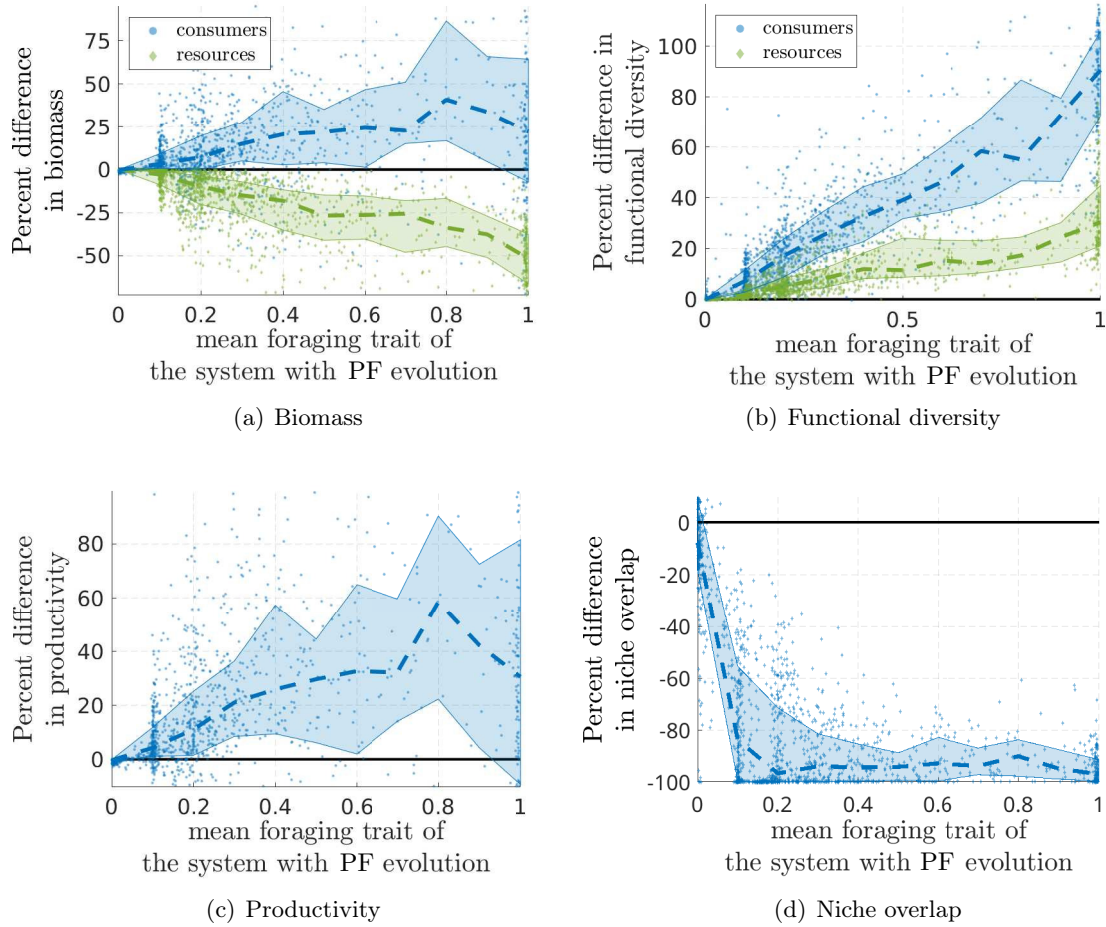 Percent difference
in biomass
75
50
25
0
-25
-50
consumers
resources
0
0.2
0.4
0.6
0.8
1
mean foraging trait of
the system with PF evolution
(a) Biomass
Percent difference in
functional diversity
100
80
60
40
20
0
consumers
resources
0
0.5
1
mean foraging trait of
the system with PF evolution
(b) Functional diversity
Percent difference
in productivity
80
60
40
20
0
0
0.2
0.4
0.6
0.8
1
mean foraging trait of
the system with PF evolution
(c) Productivity
Percent difference
in niche overlap
0
-20
-40
-60
-80
-100
0
0.2
0.4
0.6
0.8
1
mean foraging trait of
the system with PF evolution
(d) Niche overlap